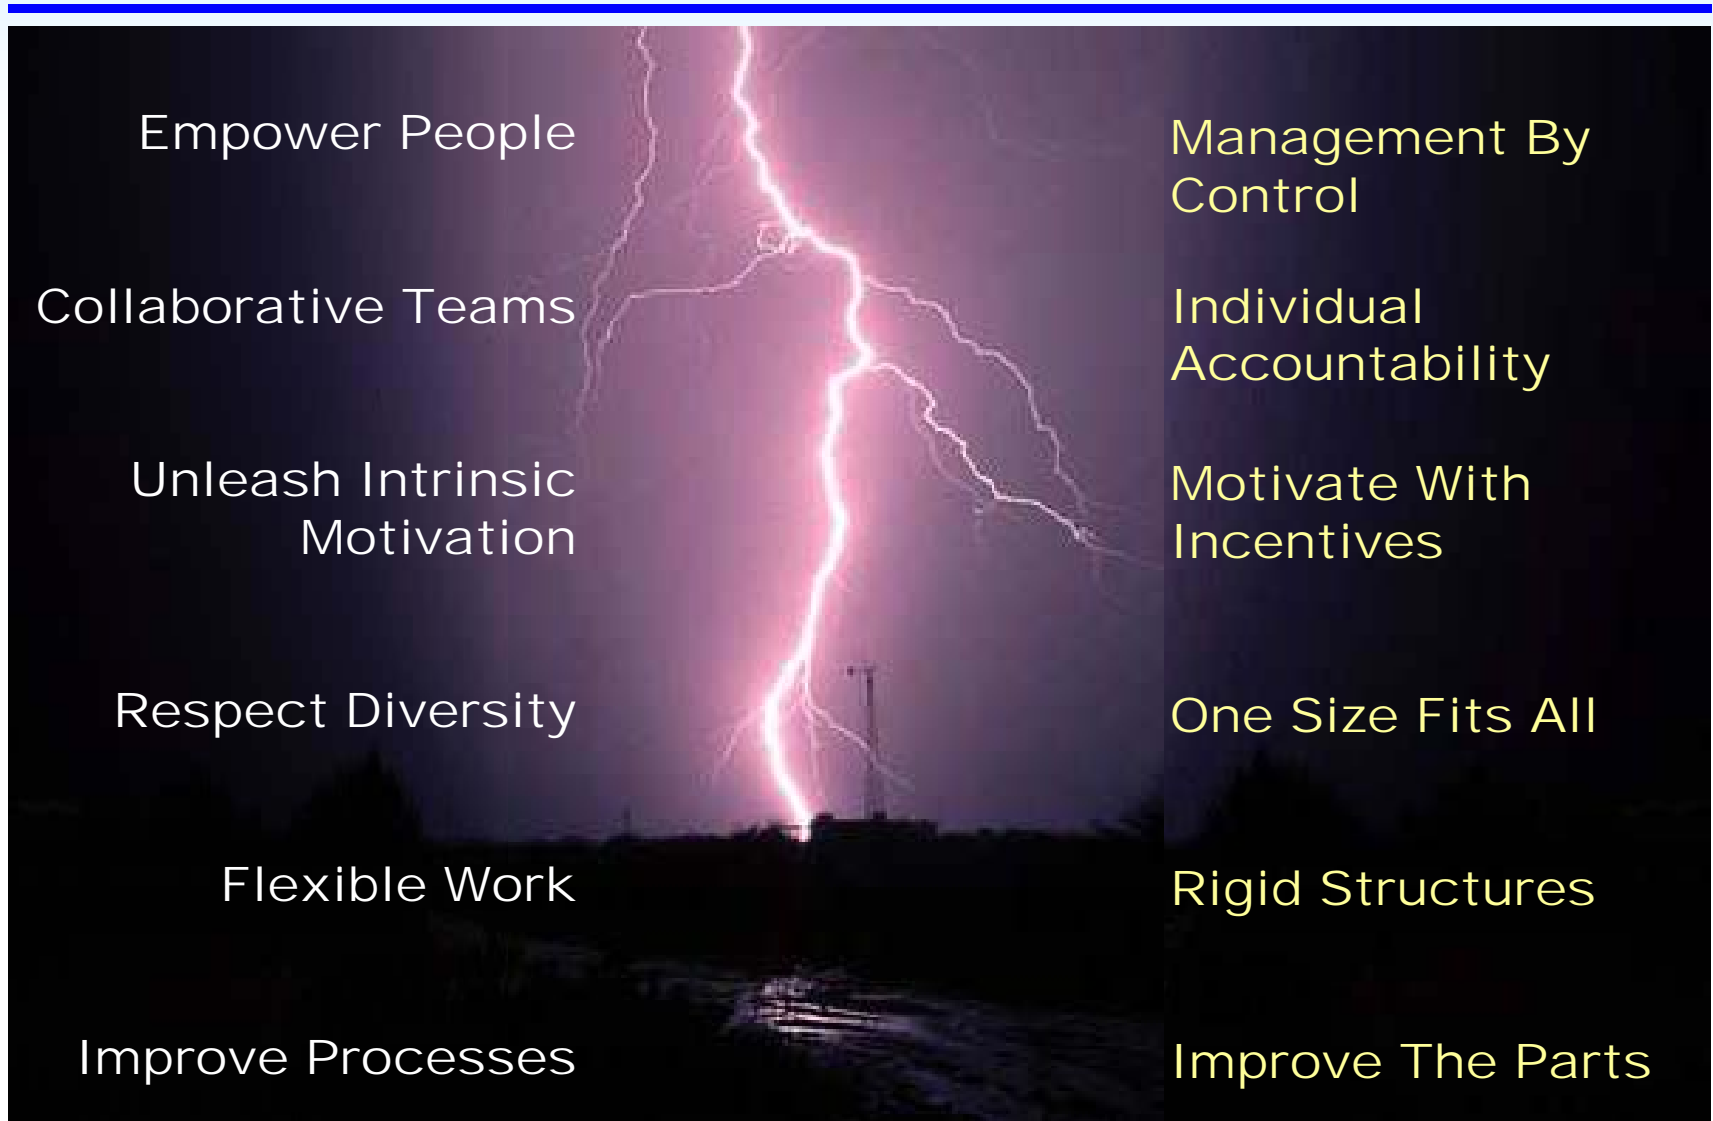 Empower People
Management By
Control
Collaborative Teams
Individual
Accountability
Unleash Intrinsic
Motivation
Motivate With
Incentives
Respect Diversity
One Size Fits All
Flexible Work
Rigid Structures
Improve Processes
Improve The Parts